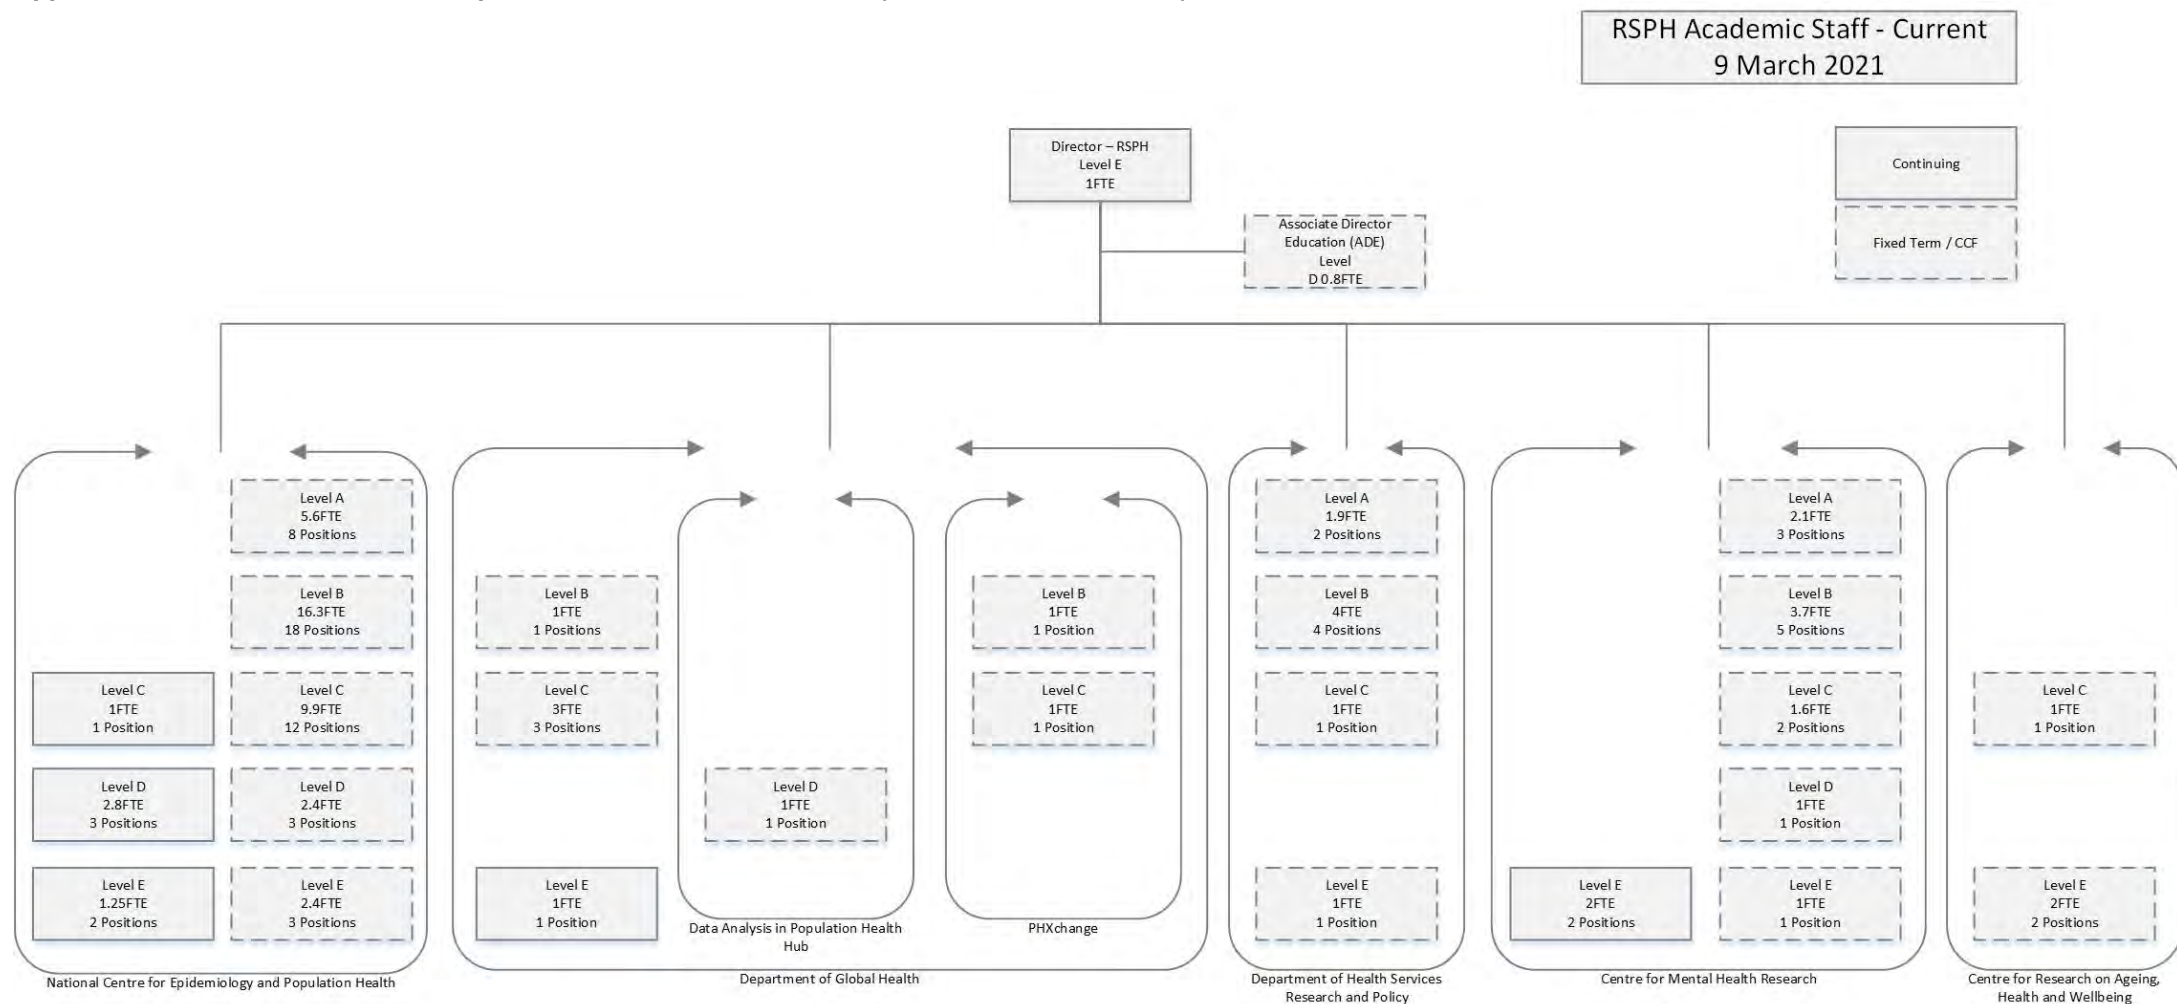 RSPH Academic Staff - Current
9 March 2021
Director – RSPH
Level E
1FTE
Continuing
Associate Director
Education (ADE)
Level
D 0.8FTE
Fixed Term / CCF
Level A
5.6FTE
8 Positions
Level B
16.3FTE
18 Positions
Level C
1FTE
1 Position
Level C
9.9FTE
12 Positions
Level D
2.8FTE
3 Positions
Level D
2.4FTE
3 Positions
Level E
1.25FTE
2 Positions
Level E
2.4FTE
3 Positions
National Centre for Epidemiology and Population Health
Level B
1FTE
1 Positions
Level C
3FTE
3 Positions
Level E
1FTE
1 Position
Level D
1FTE
1 Position
Data Analysis in Population Health
Hub
Level B
1FTE
1 Position
Level C
1FTE
1 Position
PHXchange
Department of Global Health
Level A
1.9FTE
2 Positions
Level B
4FTE
4 Positions
Level C
1FTE
1 Position
Level E
1FTE
1 Position
Department of Health Services
Research and Policy
Level A
2.1FTE
3 Positions
Level B
3.7FTE
5 Positions
Level C
1.6FTE
2 Positions
Level D
1FTE
1 Position
Level E
2FTE
2 Positions
Level E
1FTE
1 Position
Centre for Mental Health Research
Level C
1FTE
1 Position
Level E
2FTE
2 Positions
Centre for Research on Ageing,
Health and Wellbeing